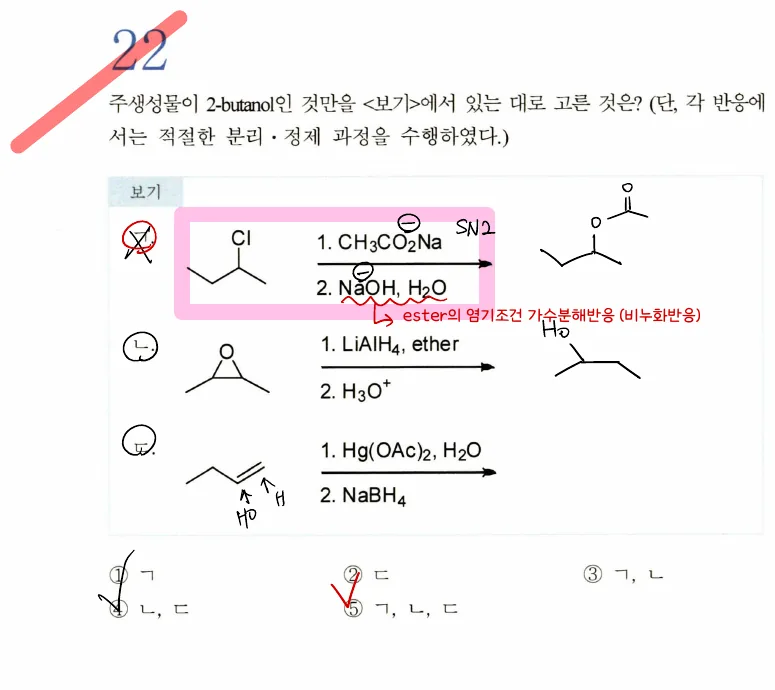 22
주생성물이 2-butanol인 것만을 <보기>에서 있는 대로 고른 것은? (단, 각 반응에
서는 적절한 분리・정제 과정을 수행하였다.)
보기
ㄱ.
Cl
1. CH3CO2Na
2. NaOH, H2O
SN2
O
O
ester의 염기조건 가수분해반응 (비누화반응)
ㄴ.
O
1. LiAlH4, ether
2. H3O+
HO
ㄷ.
HO
H
1. Hg(OAc)2, H2O
2. NaBH4
① ㄱ ② ㄷ ③ ㄱ, ㄴ
④ ㄴ, ㄷ ⑤ ㄱ, ㄴ, ㄷ